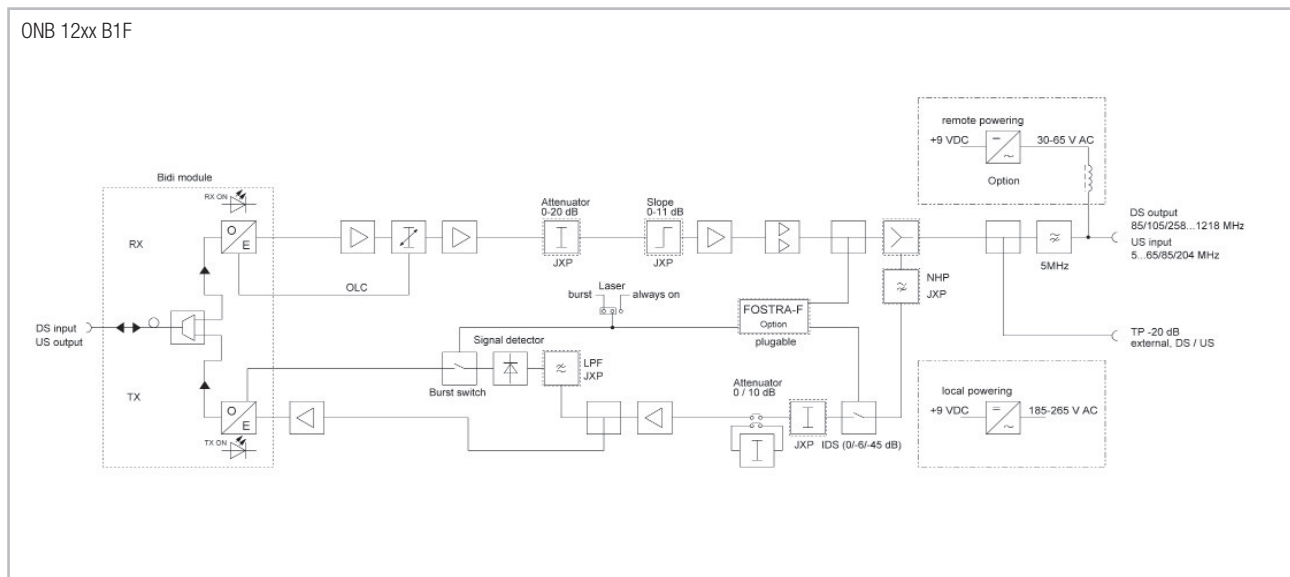 ONB 12xx B1F
remote powering
+9 VDC
30-65 V AC
Option
Bidi module
RX ON
RX
O
E
OLC
Attenuator
0-20 dB
JXP
Slope
0-11 dB
JXP
5MHz
DS output
85/105/258...1218 MHz
US input
5...65/85/204 MHz
NHP
JXP
Laser
burst
always on
FOSTRA-F
Option
plugable
DS input
US output
Signal detector
LPF
JXP
Burst switch
TP -20 dB
external, DS / US
TX
O
E
TX ON
Attenuator
0 / 10 dB
JXP
IDS (0/-6/-45 dB)
local powering
+9 VDC
185-265 V AC